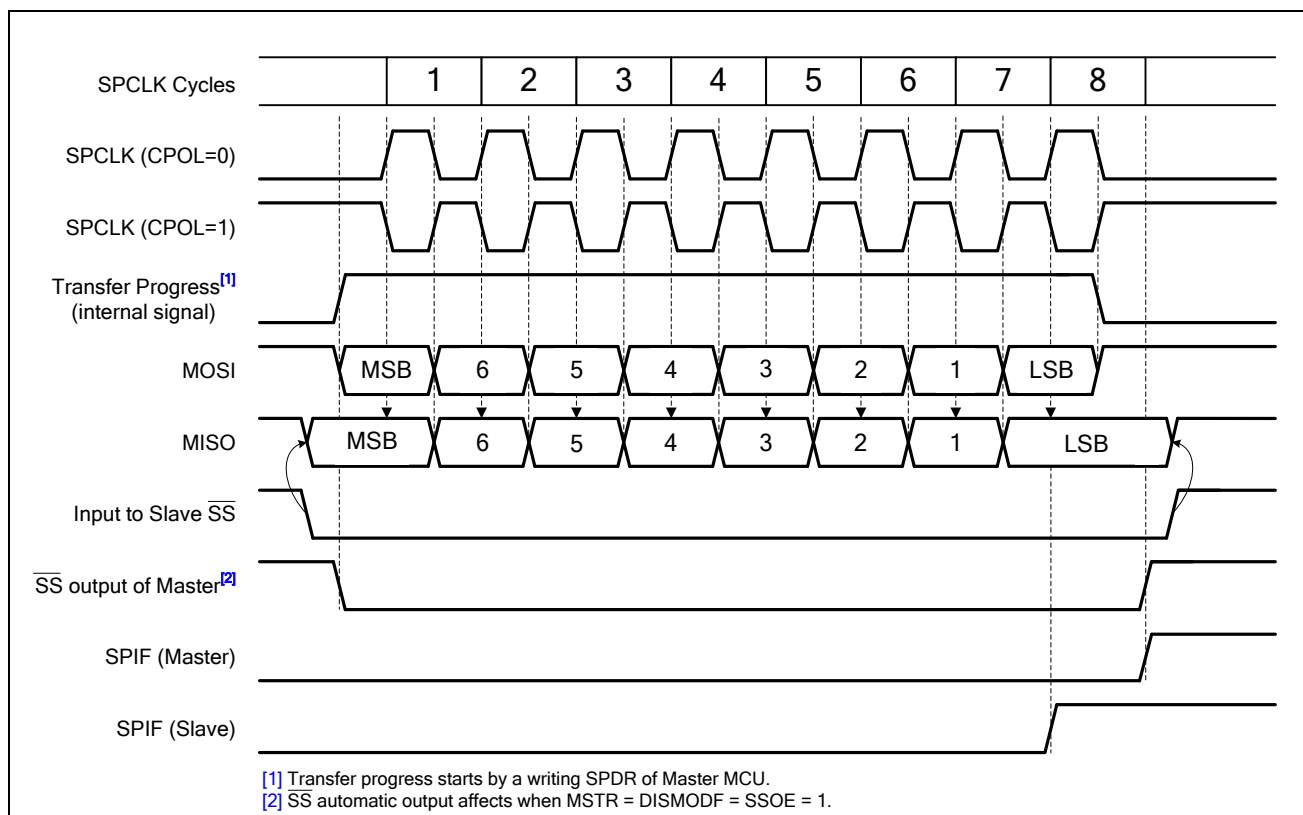 SPCLK Cycles 1 2 3 4 5 6 7 8
SPCLK (CPOL=0)
SPCLK (CPOL=1)
Transfer Progress[1]
(internal signal)
MOSI MSB 6 5 4 3 2 1 LSB
MISO MSB 6 5 4 3 2 1 LSB
Input to Slave S̅S̅
S̅S̅ output of Master[2]
SPIF (Master)
SPIF (Slave)
[1] Transfer progress starts by a writing SPDR of Master MCU.
[2] S̅S̅ automatic output affects when MSTR = DISMODF = SSOE = 1.